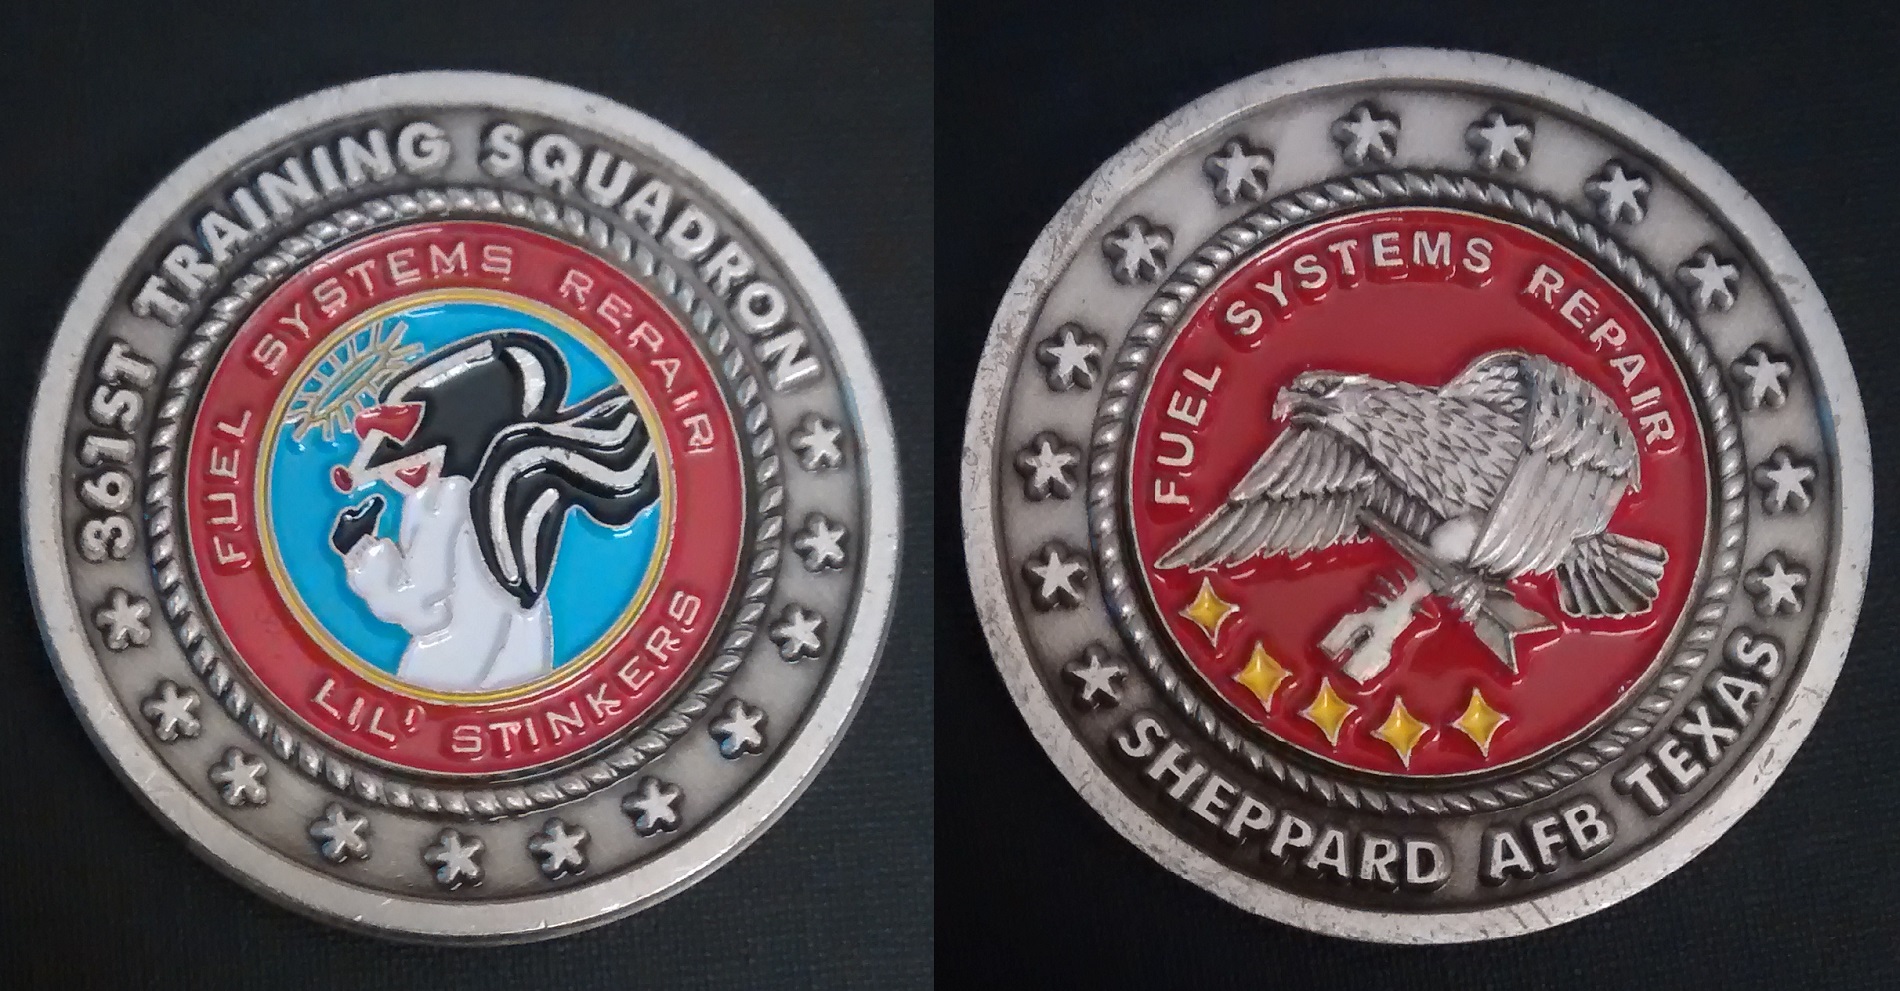 361ST TRAINING SQUADRON
FUEL SYSTEMS REPAIR
LIL' STINKERS
FUEL SYSTEMS REPAIR
SHEPPARD AFB TEXAS